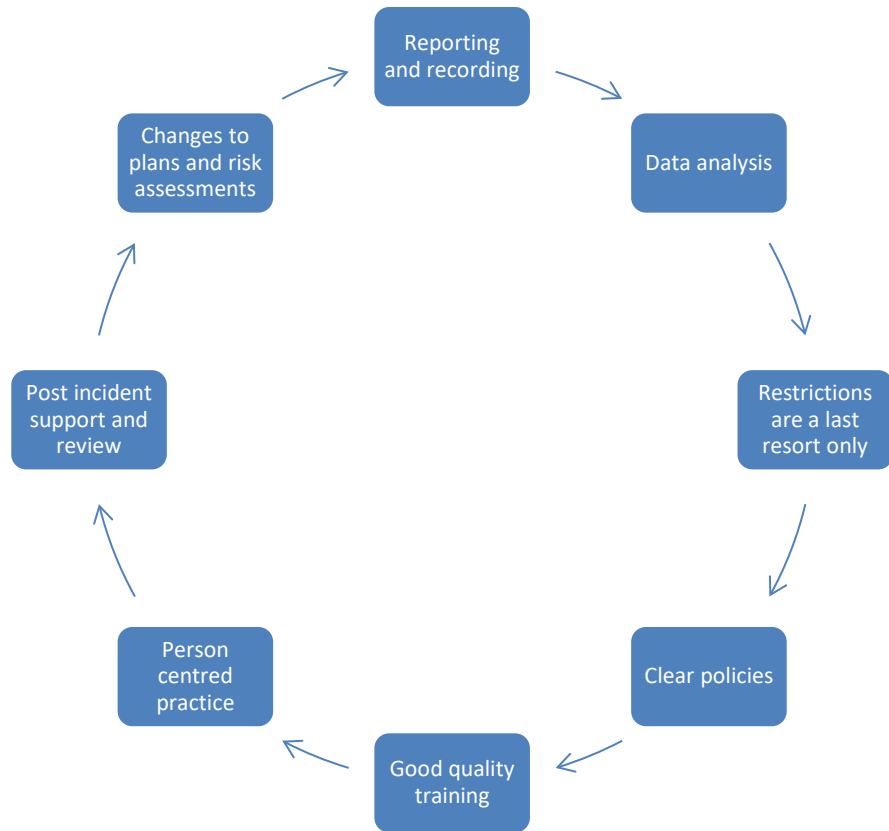 Reporting
and recording
Data analysis
Restrictions
are a last
resort only
Clear policies
Good quality
training
Person
centred
practice
Post incident
support and
review
Changes to
plans and risk
assessments